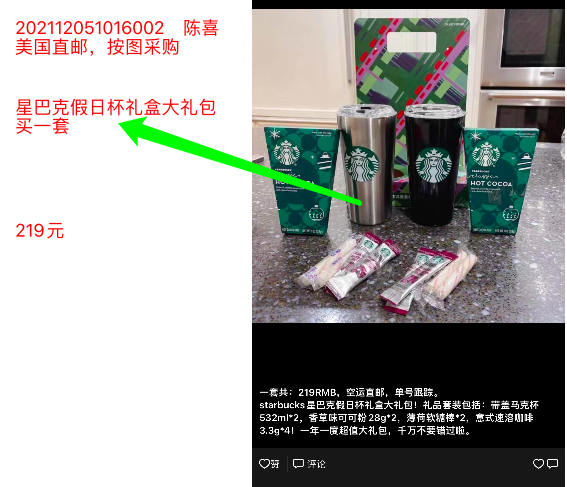 202112051016002 陈喜
美国直邮，按图采购
星巴克假日杯礼盒大礼包
买一套
219元
HOT COCOA
HOT COCOA
一套共：219RMB，空运直邮，单号跟踪。
starbucks星巴克假日杯礼盒大礼包！礼品套装包括：带盖马克杯
532ml*2，香草味可可粉28g*2，薄荷软糖棒*2，意式速溶咖啡
3.3g*4！一年一度超值大礼包，千万不要错过啦。
赞 评论